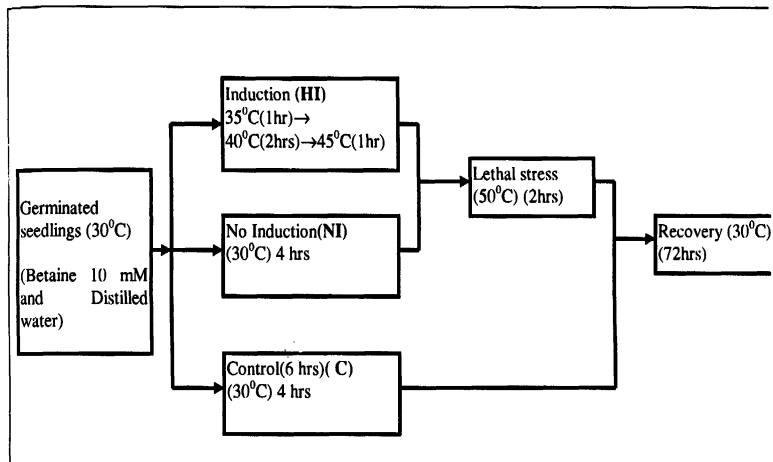 Induction (HI)
35⁰C(1hr)→
40⁰C(2hrs)→45⁰C(1hr)
Germinated
seedlings (30⁰C)
(Betaine 10 mM
and Distilled
water)
No Induction(NI)
(30⁰C) 4 hrs
Control(6 hrs)( C)
(30⁰C) 4 hrs
Lethal stress
(50⁰C) (2hrs)
Recovery (30⁰C)
(72hrs)